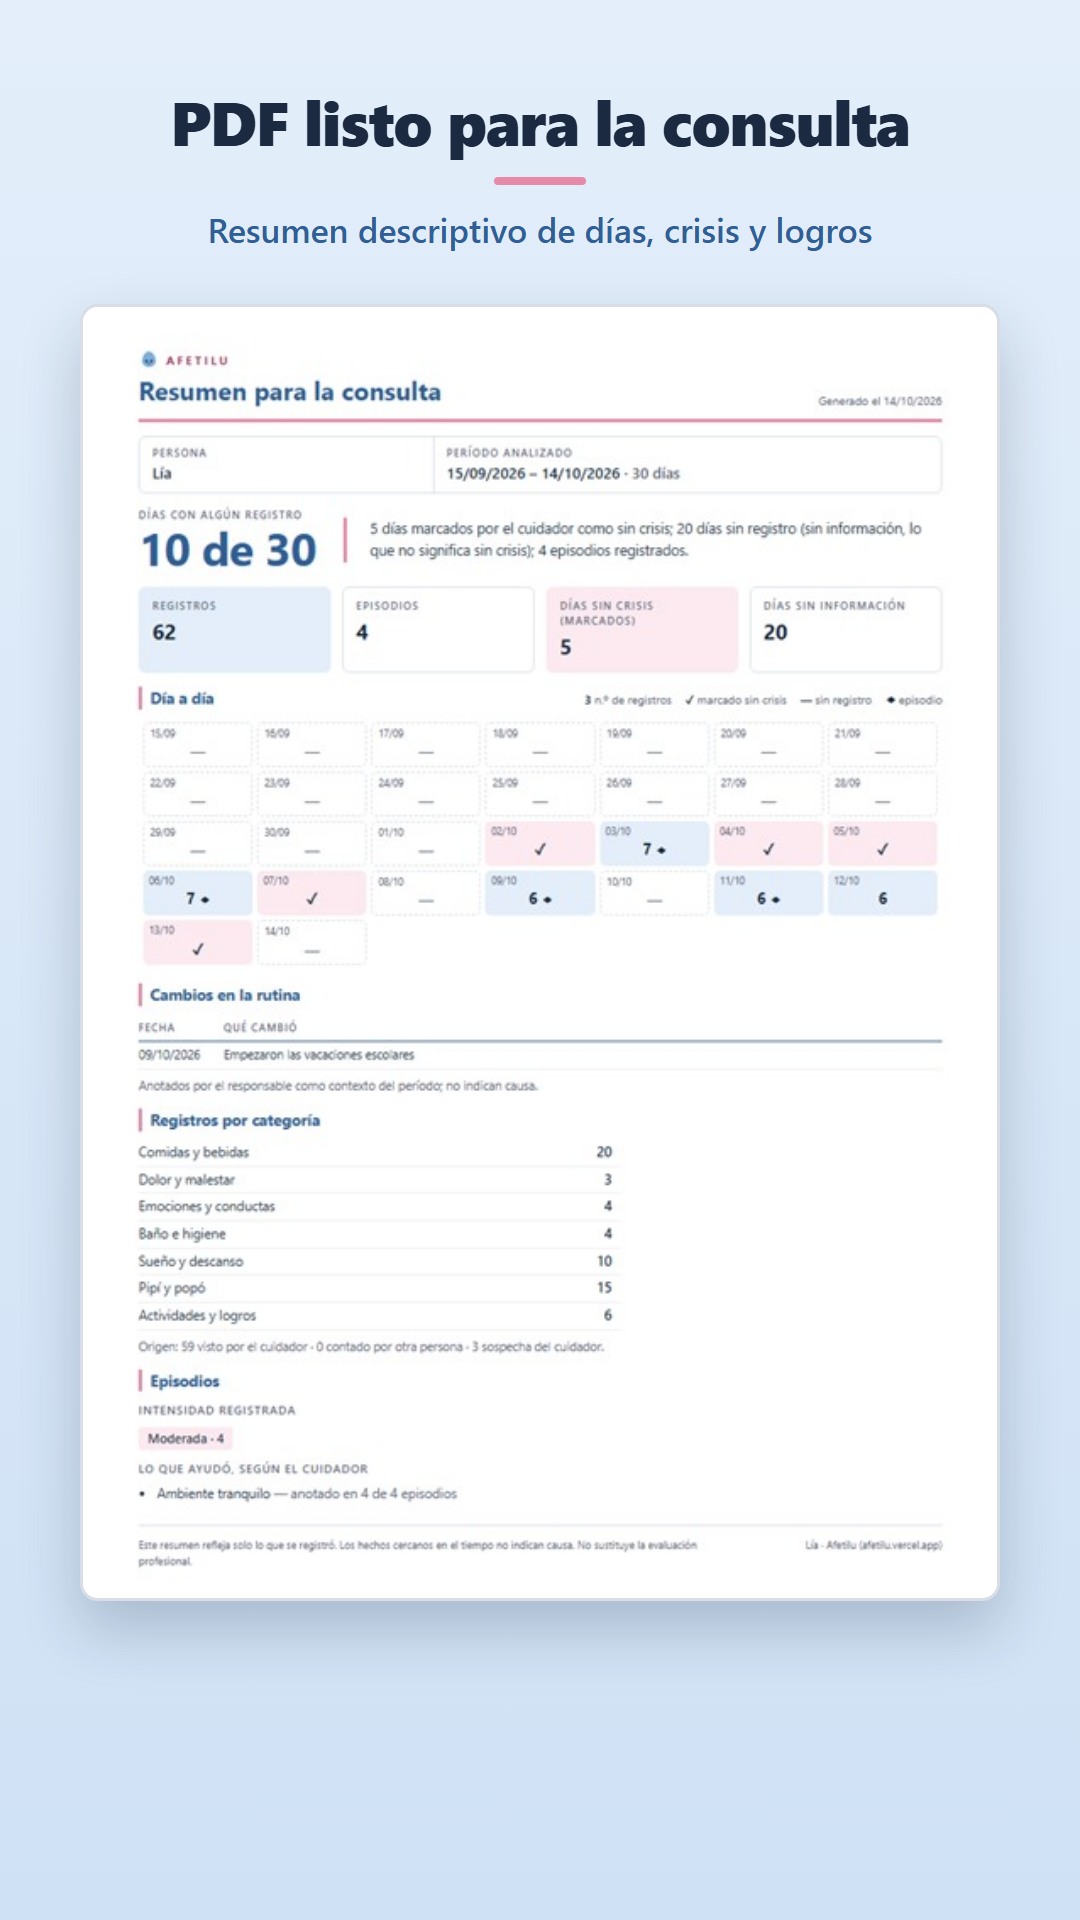 PDF listo para la consulta
Resumen descriptivo de días, crisis y logros
AFETILU
Resumen para la consulta
Generado el 14/10/2026
PERSONA
Lía
PERÍODO ANALIZADO
15/09/2026 – 14/10/2026 · 30 días
DÍAS CON ALGÚN REGISTRO
10 de 30
5 días marcados por el cuidador como sin crisis; 20 días sin registro (sin información, lo
que no significa sin crisis); 4 episodios registrados.
REGISTROS
62
EPISODIOS
4
DÍAS SIN CRISIS
(MARCADOS)
5
DÍAS SIN INFORMACIÓN
20
Día a día
3 n.º de registros ✓ marcado sin crisis — sin registro ◆ episodio
15/09 16/09 17/09 18/09 19/09 20/09 21/09
— — — — — — —
22/09 23/09 24/09 25/09 26/09 27/09 28/09
— — — — — — —
29/09 30/09 01/10 02/10 03/10 04/10 05/10
— — — ✓ 7 ◆ ✓ ✓
06/10 07/10 08/10 09/10 10/10 11/10 12/10
7 ◆ ✓ — 6 ◆ — 6 ◆ 6
13/10 14/10
✓ —
Cambios en la rutina
FECHA QUÉ CAMBIÓ
09/10/2026 Empezaron las vacaciones escolares
Anotados por el responsable como contexto del período; no indican causa.
Registros por categoría
Comidas y bebidas 20
Dolor y malestar 3
Emociones y conductas 4
Baño e higiene 4
Sueño y descanso 10
Pipí y popó 15
Actividades y logros 6
Origen: 59 visto por el cuidador · 0 contado por otra persona · 3 sospecha del cuidador.
Episodios
INTENSIDAD REGISTRADA
Moderada · 4
LO QUE AYUDÓ, SEGÚN EL CUIDADOR
• Ambiente tranquilo — anotado en 4 de 4 episodios
Este resumen refleja solo lo que se registró. Los hechos cercanos en el tiempo no indican causa. No sustituye la evaluación
profesional.
Lía · Afetilu (afetilu.vercel.app)